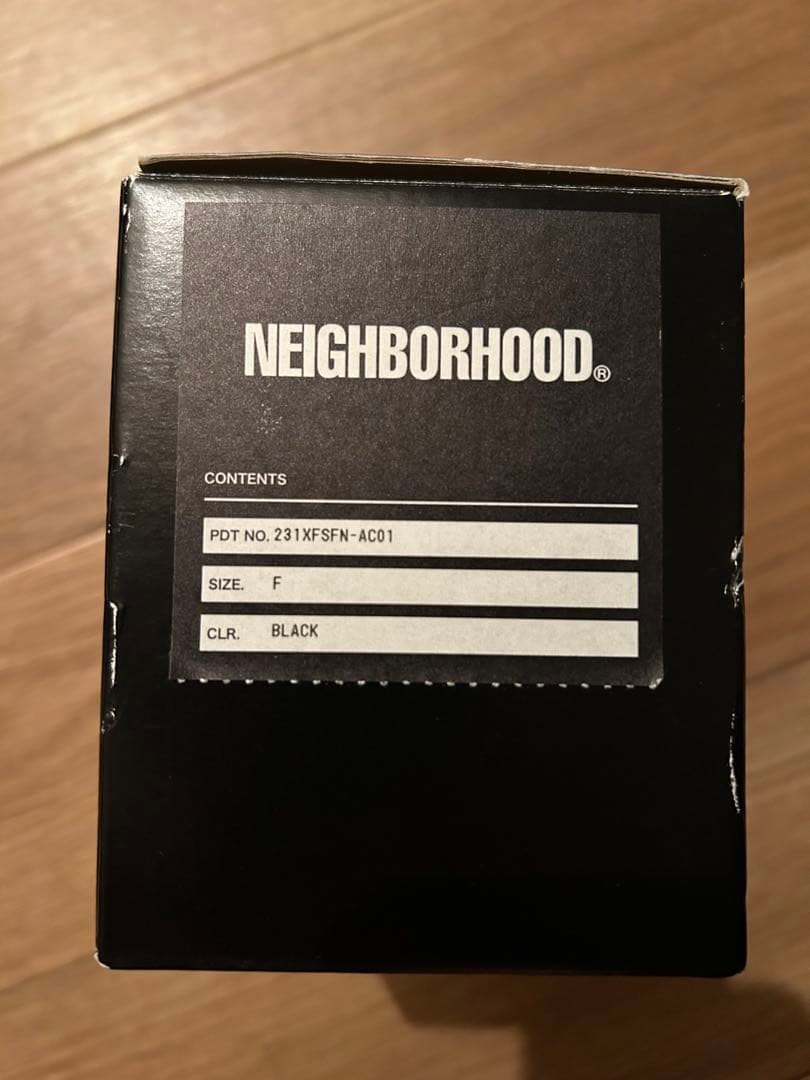 NEIGHBORHOOD®
CONTENTS
PDT NO. 231XFSFN-AC01
SIZE. F
CLR. BLACK